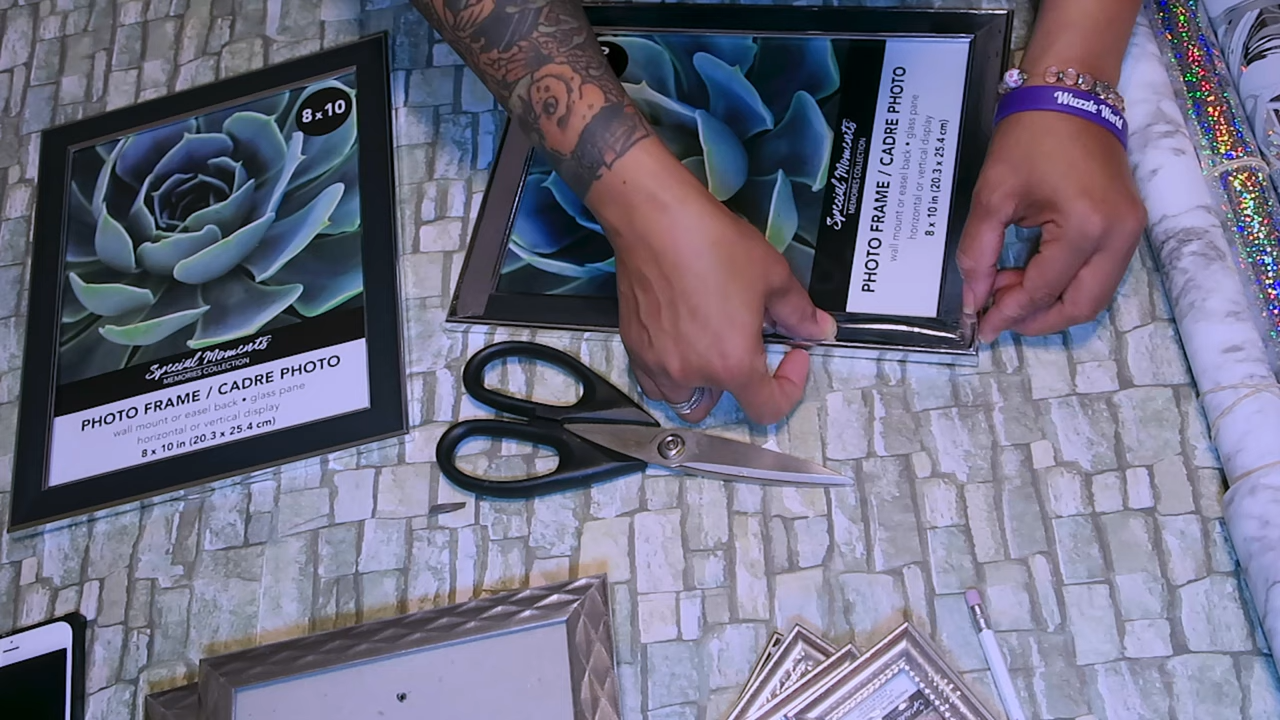 8x10
Special Moments
MEMORIES COLLECTION
PHOTO FRAME / CADRE PHOTO
wall mount or easel back • glass pane
horizontal or vertical display
8 x 10 in (20.3 x 25.4 cm)
Special Moments
MEMORIES COLLECTION
PHOTO FRAME / CADRE PHOTO
wall mount or easel back • glass pane
horizontal or vertical display
8 x 10 in (20.3 x 25.4 cm)
Wuzzle World